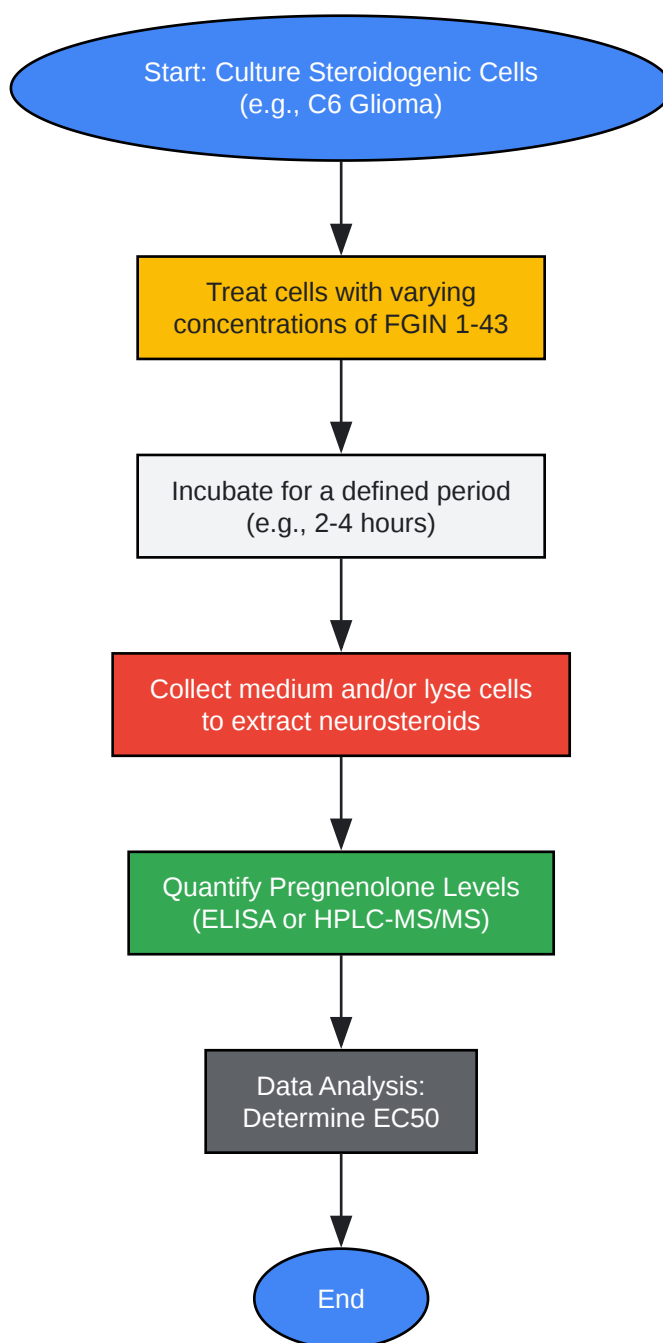 Start: Culture Steroidogenic Cells
(e.g., C6 Glioma)
Treat cells with varying
concentrations of FGIN 1-43
Incubate for a defined period
(e.g., 2-4 hours)
Collect medium and/or lyse cells
to extract neurosteroids
Quantify Pregnenolone Levels
(ELISA or HPLC-MS/MS)
Data Analysis:
Determine EC50
End